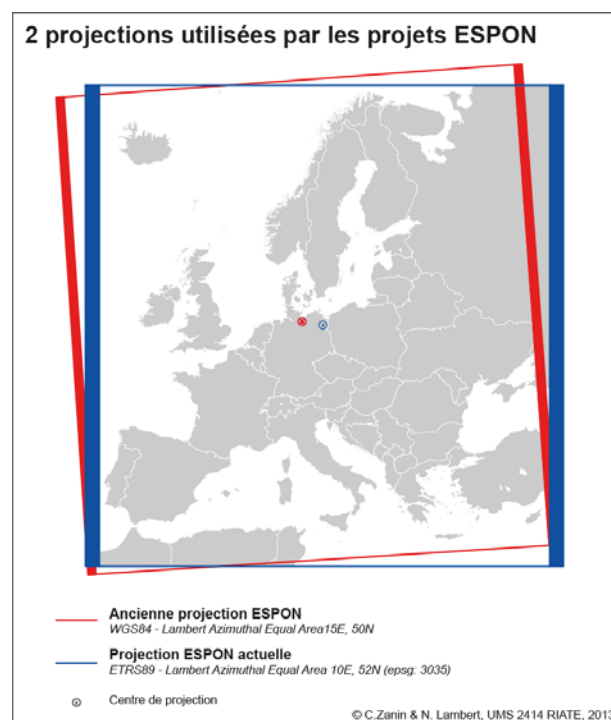 2 projections utilisées par les projets ESPON
Ancienne projection ESPON
WGS84 - Lambert Azimuthal Equal Area15E, 50N
Projection ESPON actuelle
ETRS89 - Lambert Azimuthal Equal Area 10E, 52N (epsg: 3035)
Centre de projection
© C.Zanin & N. Lambert, UMS 2414 RIATE, 2013